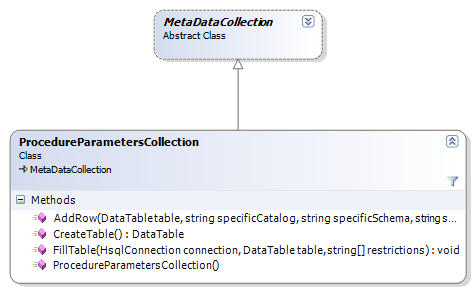 MetaDataCollection
Abstract Class
ProcedureParametersCollection
Class
MetaDataCollection
Methods
AddRow(DataTable table, string specificCatalog, string specificSchema, string s...
CreateTable() : DataTable
FillTable(HsqlConnection connection, DataTable table, string[] restrictions) : void
ProcedureParametersCollection()